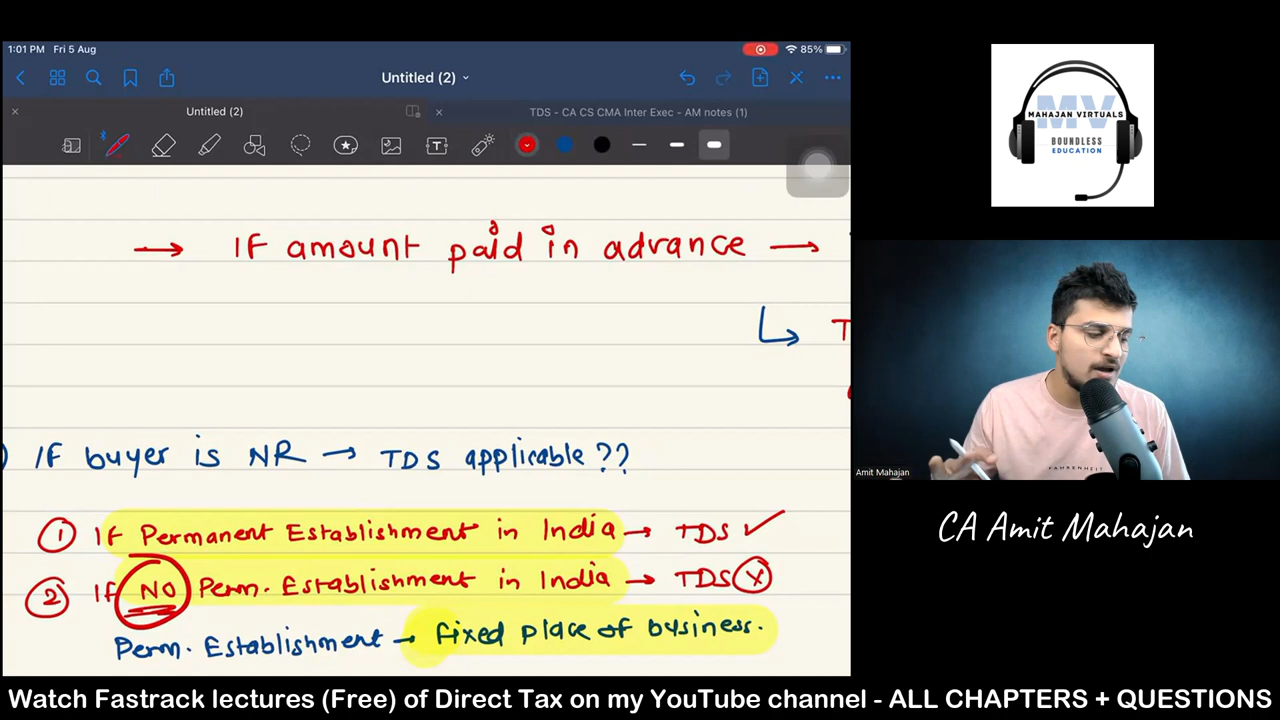 1:01 PM Fri 5 Aug
85%
Untitled (2)
Untitled (2)
TDS - CA CS CMA Inter Exec - AM notes (1)
→ IF amount paid in advance →
) IF buyer is NR → TDS applicable ??
① If Permanent Establishment in India → TDS ✓
② If NO Perm. Establishment in India → TDS ⓧ
Perm. Establishment → fixed place of business.
MV
MAHAJAN VIRTUALS
BOUNDLESS
EDUCATION
FAHRENHEIT
Amit Mahajan
CA Amit Mahajan
Watch Fastrack lectures (Free) of Direct Tax on my YouTube channel - ALL CHAPTERS + QUESTIONS